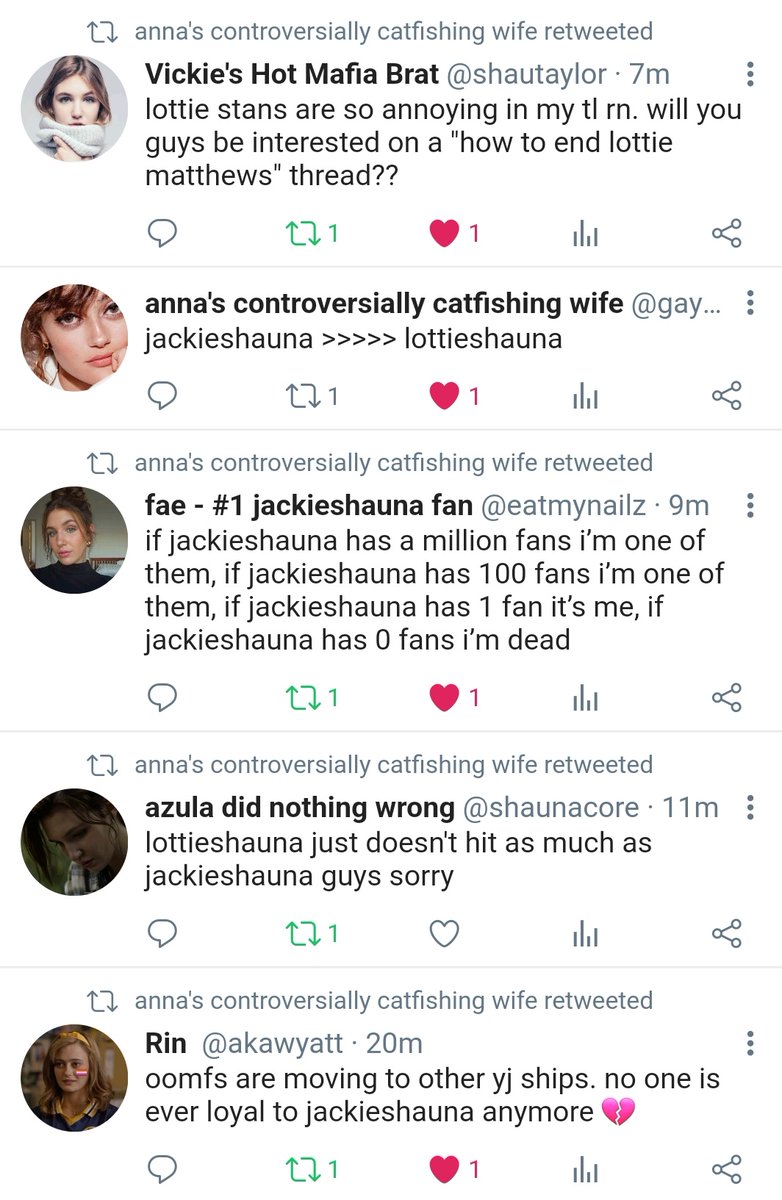 anna's controversially catfishing wife retweeted
Vickie's Hot Mafia Brat @shautaylor · 7m
lottie stans are so annoying in my tl rn. will you
guys be interested on a "how to end lottie
matthews" thread??
1 1
anna's controversially catfishing wife @gay...
jackieshauna >>>>> lottieshauna
1 1
anna's controversially catfishing wife retweeted
fae - #1 jackieshauna fan @eatmynailz · 9m
if jackieshauna has a million fans i’m one of
them, if jackieshauna has 100 fans i’m one of
them, if jackieshauna has 1 fan it’s me, if
jackieshauna has 0 fans i’m dead
1 1
anna's controversially catfishing wife retweeted
azula did nothing wrong @shaunacore · 11m
lottieshauna just doesn't hit as much as
jackieshauna guys sorry
1
anna's controversially catfishing wife retweeted
Rin @akawyatt · 20m
oomfs are moving to other yj ships. no one is
ever loyal to jackieshauna anymore 💔
1 1